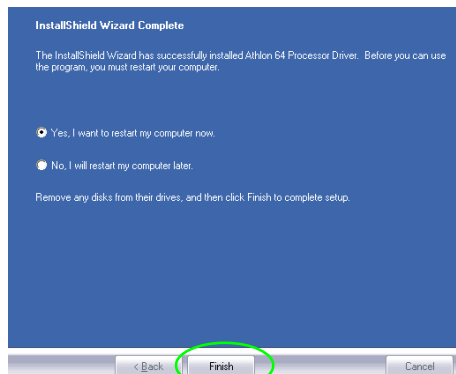 InstallShield Wizard Complete
The InstallShield Wizard has successfully installed Athlon 64 Processor Driver. Before you can use
the program, you must restart your computer.
Yes, I want to restart my computer now.
No, I will restart my computer later.
Remove any disks from their drives, and then click Finish to complete setup.
< Back Finish Cancel